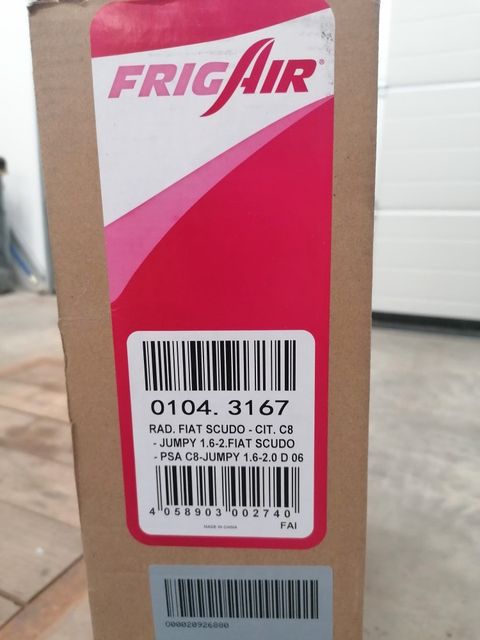 FRIGAIR®
0104. 3167
RAD. FIAT SCUDO - CIT. C8
- JUMPY 1.6-2.FIAT SCUDO
- PSA C8-JUMPY 1.6-2.0 D 06
4 058903 002740
MADE IN CHINA
FAI
O00020926880